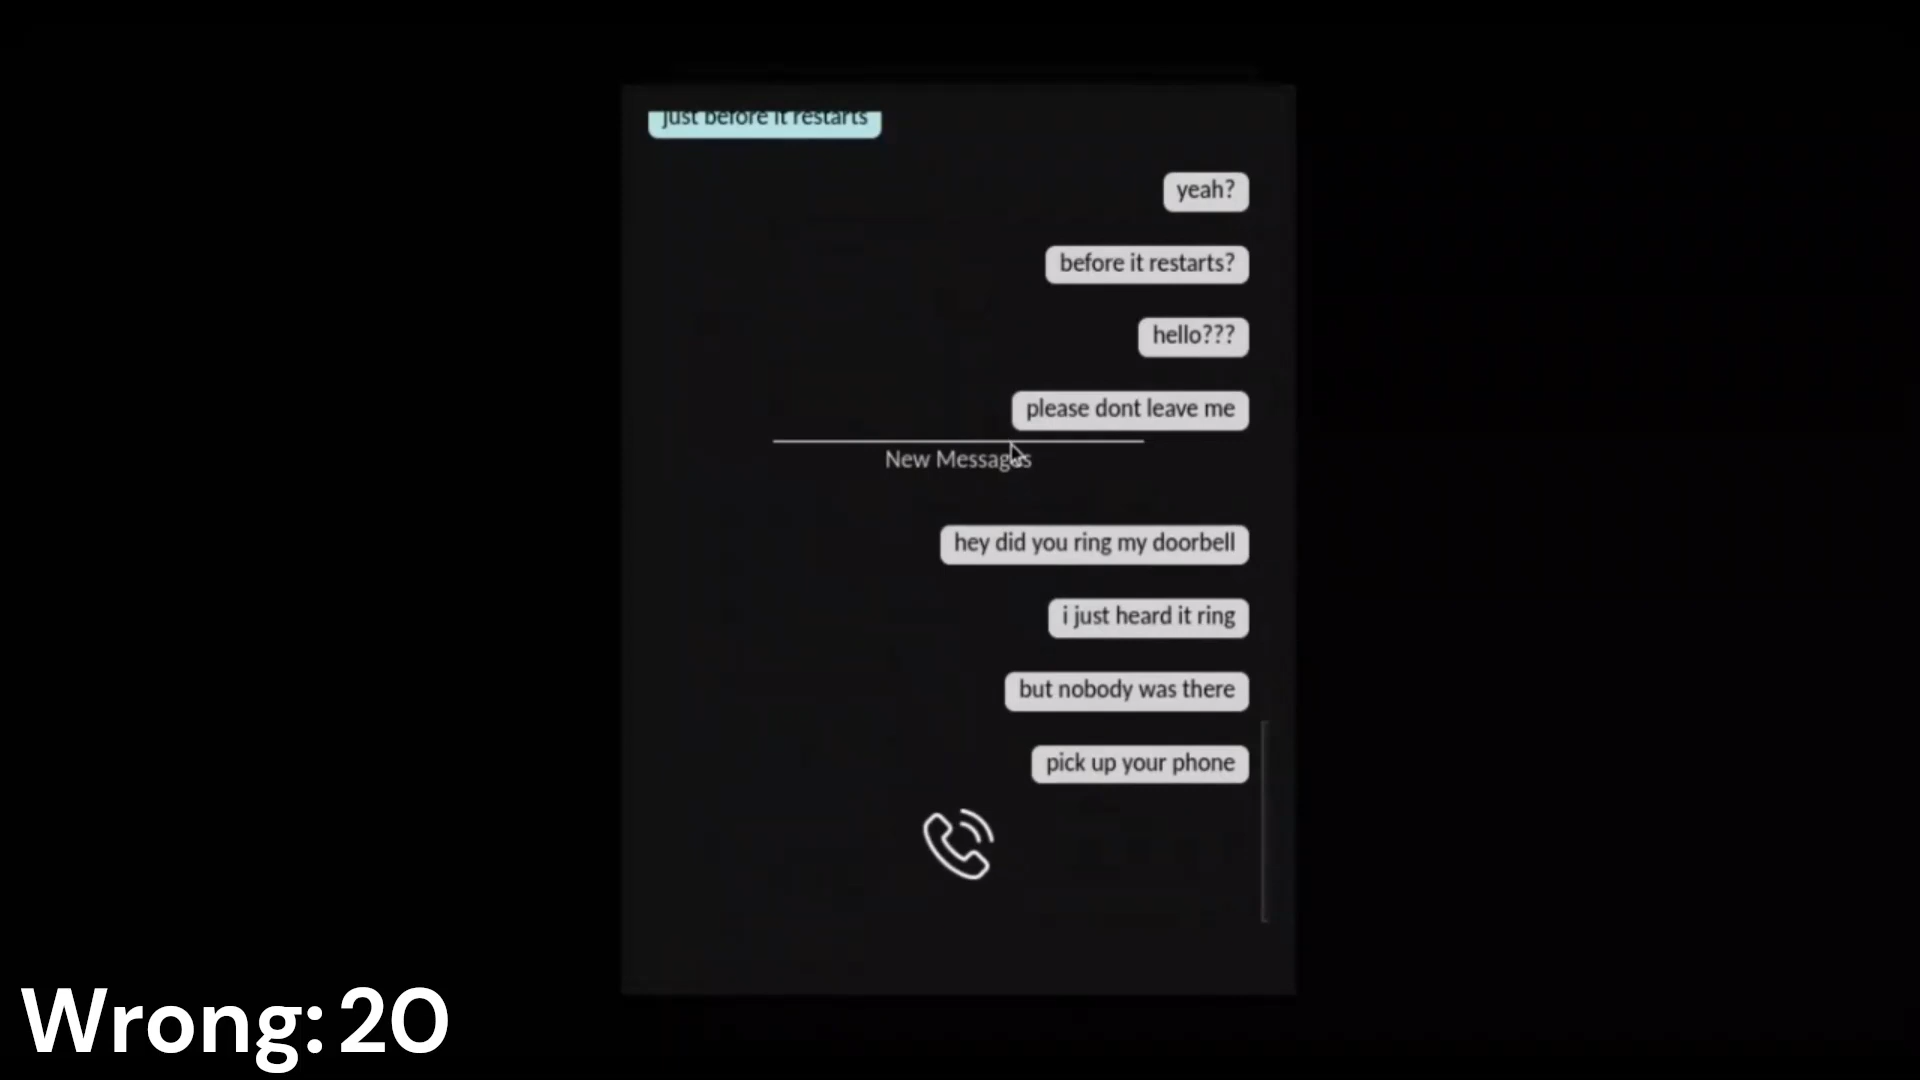 just before it restarts
yeah?
before it restarts?
hello???
please dont leave me
New Messages
hey did you ring my doorbell
i just heard it ring
but nobody was there
pick up your phone
Wrong: 20